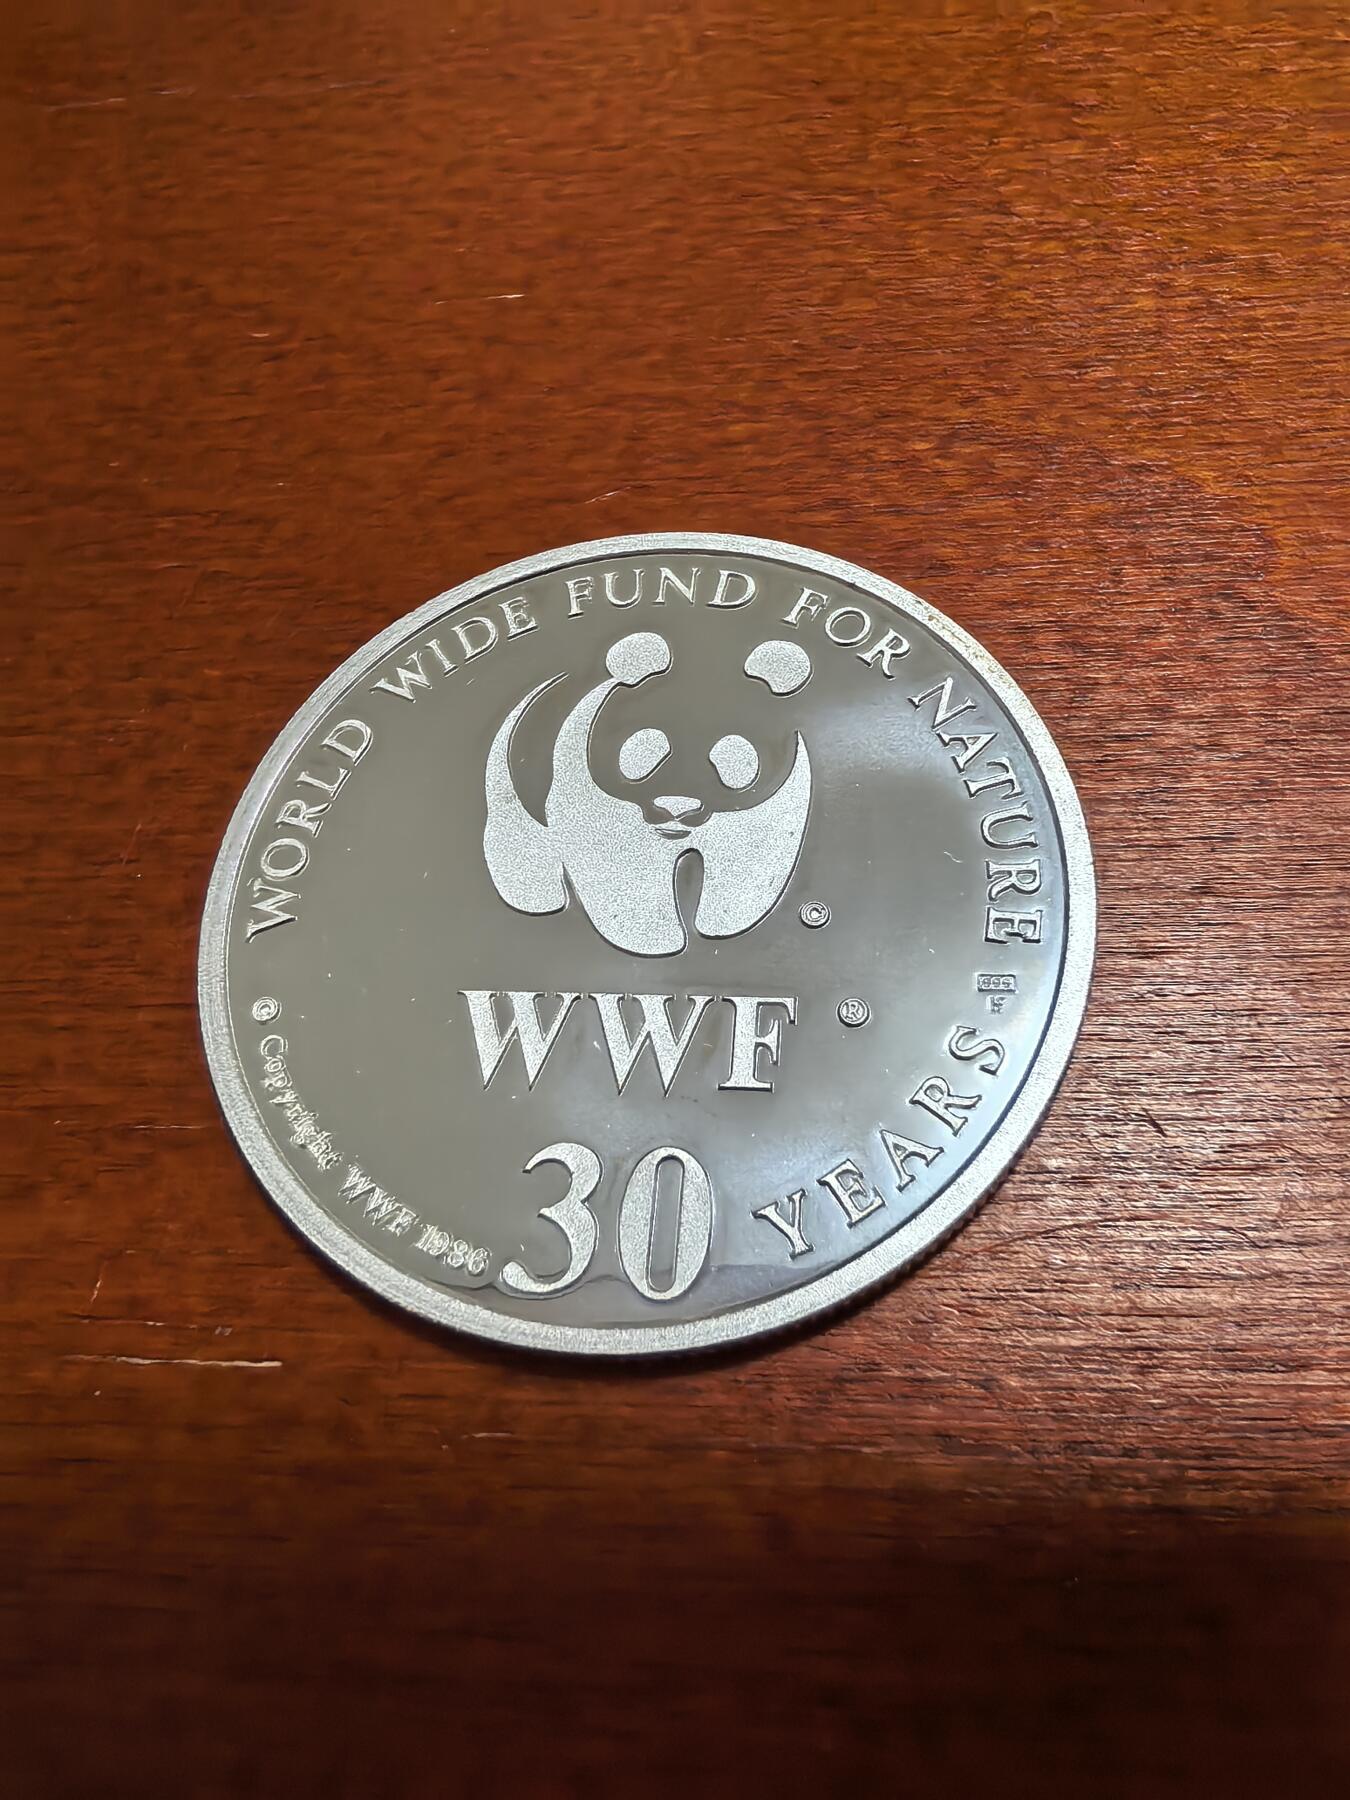 WORLD WIDE FUND FOR NATURE
©
WWF ®
30 YEARS
© Copyright WWF 1986